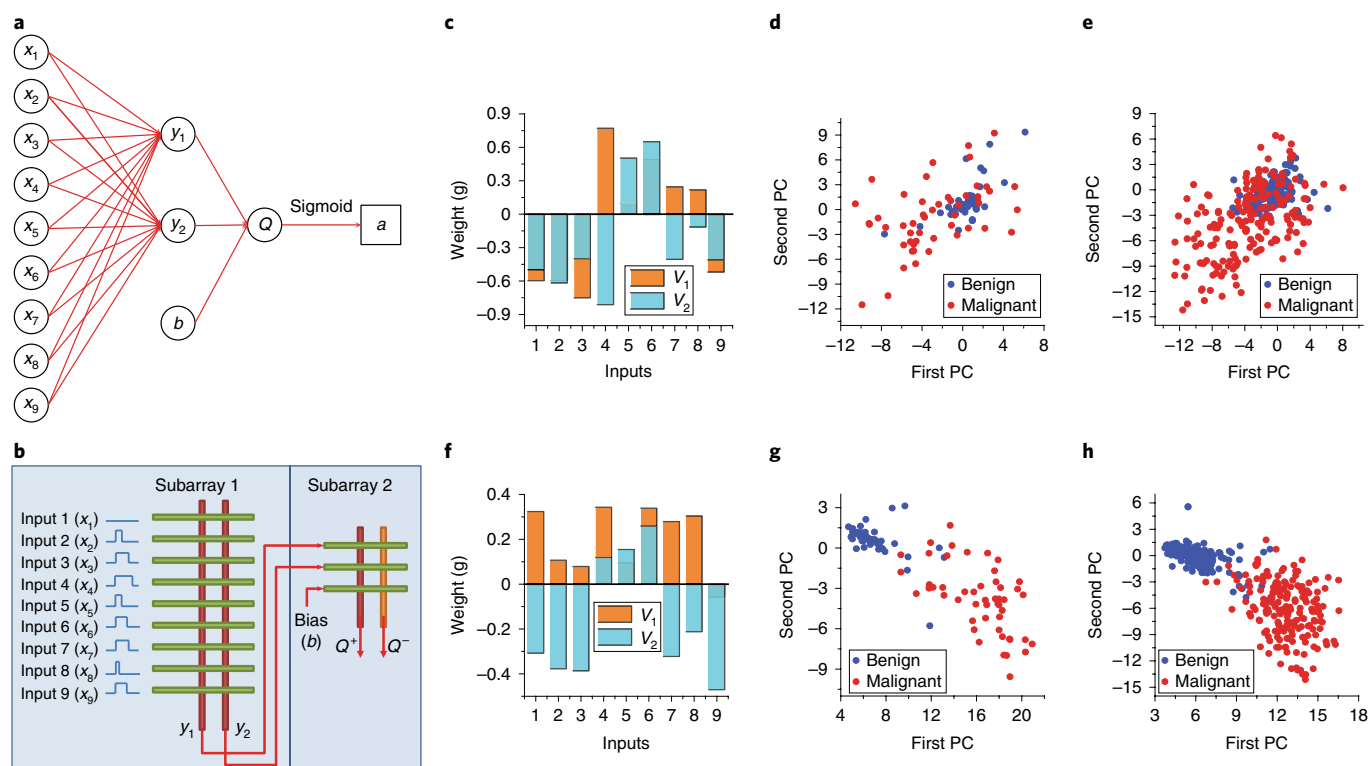 a
x1
x2
x3
x4
x5
x6
x7
x8
x9
y1
y2
b
Q
Sigmoid
a
b
Subarray 1
Subarray 2
Input 1 (x1)
Input 2 (x2)
Input 3 (x3)
Input 4 (x4)
Input 5 (x5)
Input 6 (x6)
Input 7 (x7)
Input 8 (x8)
Input 9 (x9)
y1
y2
Bias
(b)
Q+
Q−
c
Weight (g)
0.9
0.6
0.3
0
−0.3
−0.6
−0.9
V1
V2
1 2 3 4 5 6 7 8 9
Inputs
d
Second PC
9
6
3
0
−3
−6
−9
−12
Benign
Malignant
−12 −8 −4 0 4 8
First PC
e
Second PC
9
6
3
0
−3
−6
−9
−12
−15
Benign
Malignant
−12 −8 −4 0 4 8
First PC
f
Weight (g)
0.4
0.2
0
−0.2
−0.4
V1
V2
1 2 3 4 5 6 7 8 9
Inputs
g
Second PC
3
0
−3
−6
−9
Benign
Malignant
4 8 12 16 20
First PC
h
Second PC
6
3
0
−3
−6
−9
−12
−15
Benign
Malignant
3 6 9 12 15 18
First PC